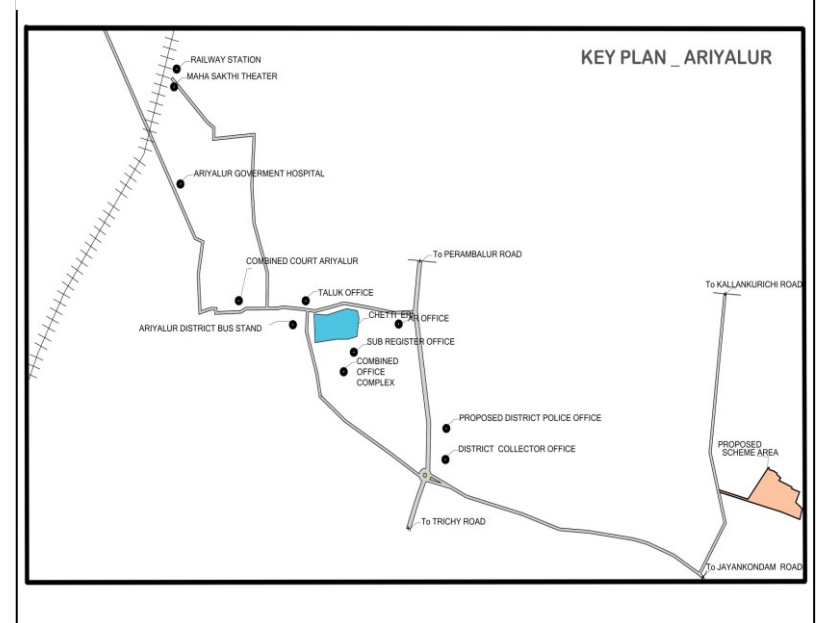 KEY PLAN _ ARIYALUR
RAILWAY STATION
MAHA SAKTHI THEATER
ARIYALUR GOVERMENT HOSPITAL
To PERAMBALUR ROAD
COMBINED COURT ARIYALUR
To KALLANKURICHI ROAD
TALUK OFFICE
CHETTI
AR OFFICE
ARIYALUR DISTRICT BUS STAND
SUB REGISTER OFFICE
COMBINED
OFFICE
COMPLEX
PROPOSED DISTRICT POLICE OFFICE
PROPOSED
SCHEME AREA
DISTRICT COLLECTOR OFFICE
To TRICHY ROAD
To JAYANKONDAM ROAD